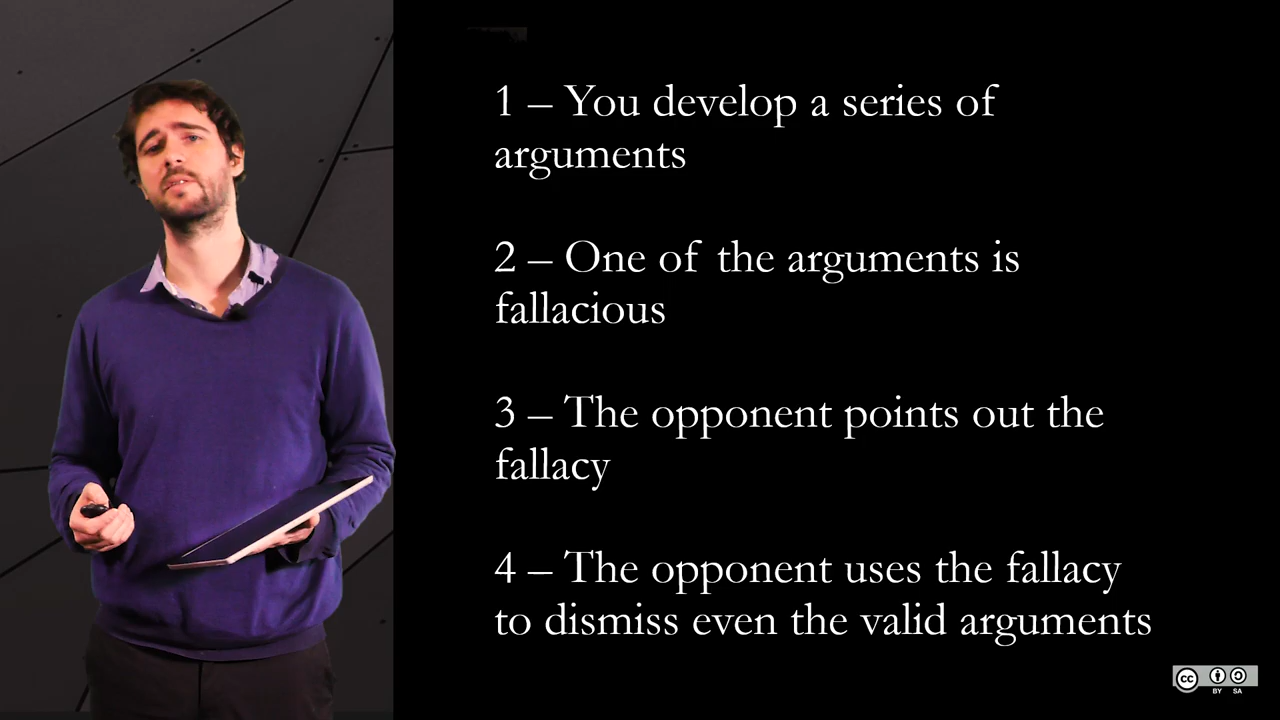 1 – You develop a series of
arguments
2 – One of the arguments is
fallacious
3 – The opponent points out the
fallacy
4 – The opponent uses the fallacy
to dismiss even the valid arguments
cc
BY SA